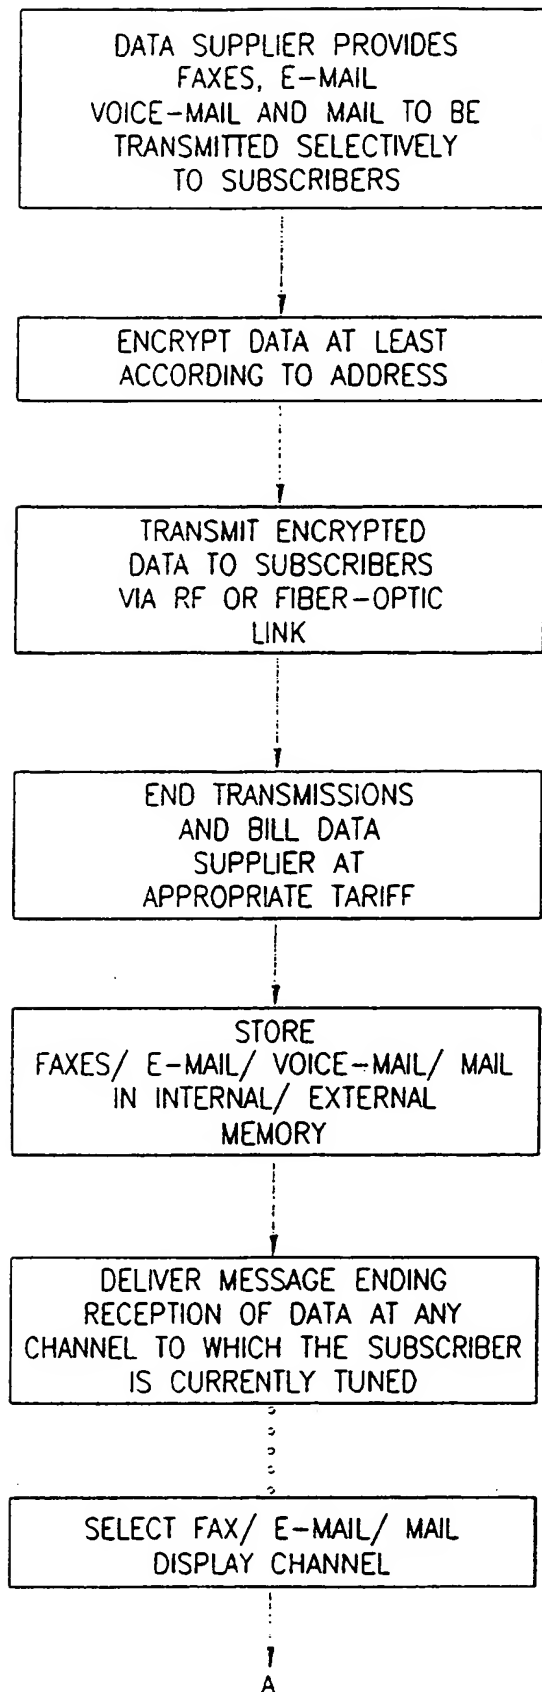 DATA SUPPLIER PROVIDES
FAXES, E-MAIL
VOICE-MAIL AND MAIL TO BE
TRANSMITTED SELECTIVELY
TO SUBSCRIBERS
ENCRYPT DATA AT LEAST
ACCORDING TO ADDRESS
TRANSMIT ENCRYPTED
DATA TO SUBSCRIBERS
VIA RF OR FIBER-OPTIC
LINK
END TRANSMISSIONS
AND BILL DATA
SUPPLIER AT
APPROPRIATE TARIFF
STORE
FAXES/ E-MAIL/ VOICE-MAIL/ MAIL
IN INTERNAL/ EXTERNAL
MEMORY
DELIVER MESSAGE ENDING
RECEPTION OF DATA AT ANY
CHANNEL TO WHICH THE SUBSCRIBER
IS CURRENTLY TUNED
SELECT FAX/ E-MAIL/ MAIL
DISPLAY CHANNEL
A